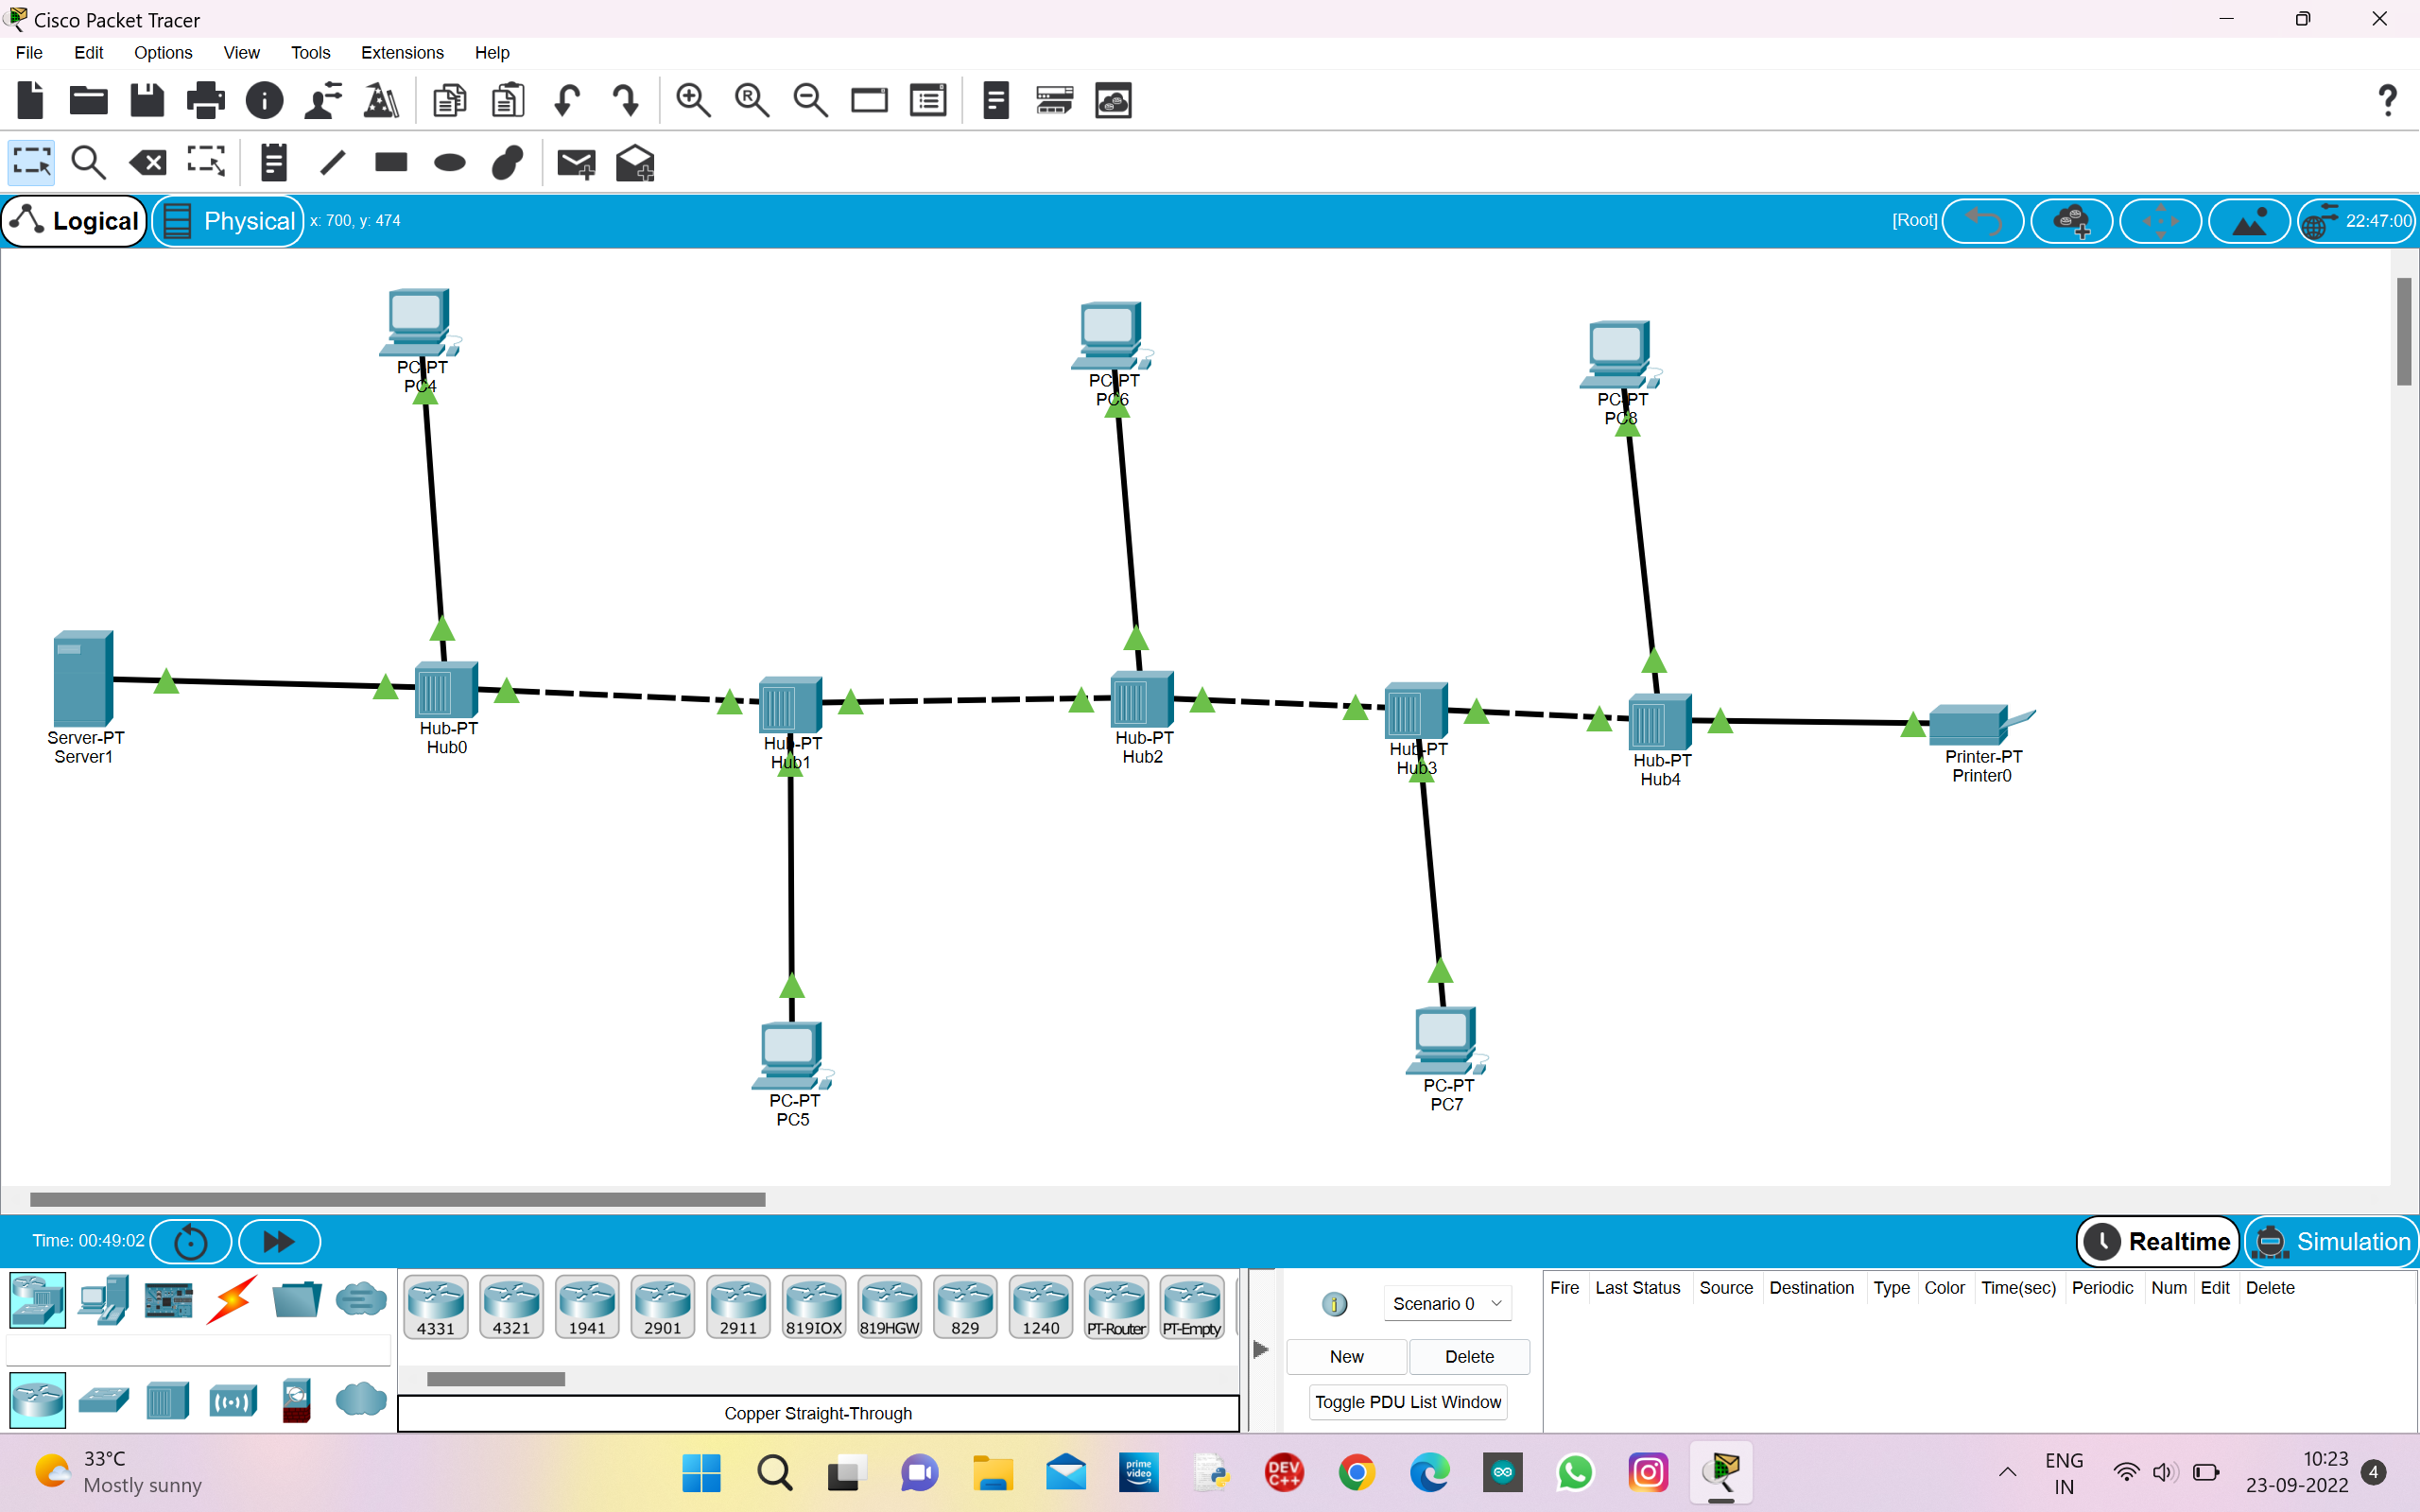 Cisco Packet Tracer
File Edit Options View Tools Extensions Help
Logical Physical x: 700, y: 474 [Root] 22:47:00
PC-PT
PC4
PC-PT
PC6
PC-PT
PC8
Server-PT
Server1
Hub-PT
Hub0
Hub-PT
Hub1
Hub-PT
Hub2
Hub-PT
Hub3
Hub-PT
Hub4
Printer-PT
Printer0
PC-PT
PC5
PC-PT
PC7
Time: 00:49:02 Realtime Simulation
4331 4321 1941 2901 2911 819IOX 819HGW 829 1240 PT-Router PT-Empty
Copper Straight-Through
Scenario 0
New Delete
Toggle PDU List Window
Fire Last Status Source Destination Type Color Time(sec) Periodic Num Edit Delete
33°C
Mostly sunny
prime video
DEV C++
ENG
IN
10:23
23-09-2022
4